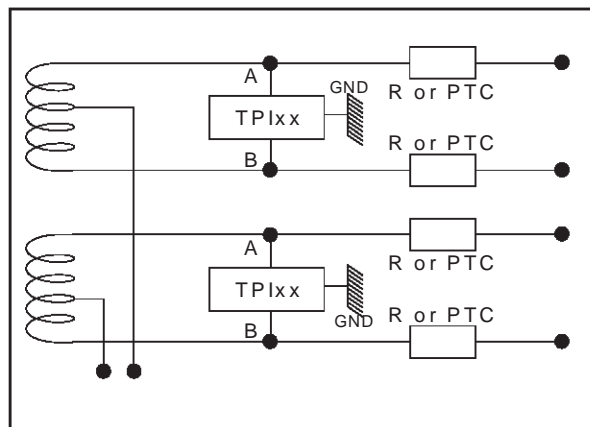 A
GND
R or PTC
TPIxx
B
R or PTC
A
R or PTC
TPIxx
GND
B
R or PTC